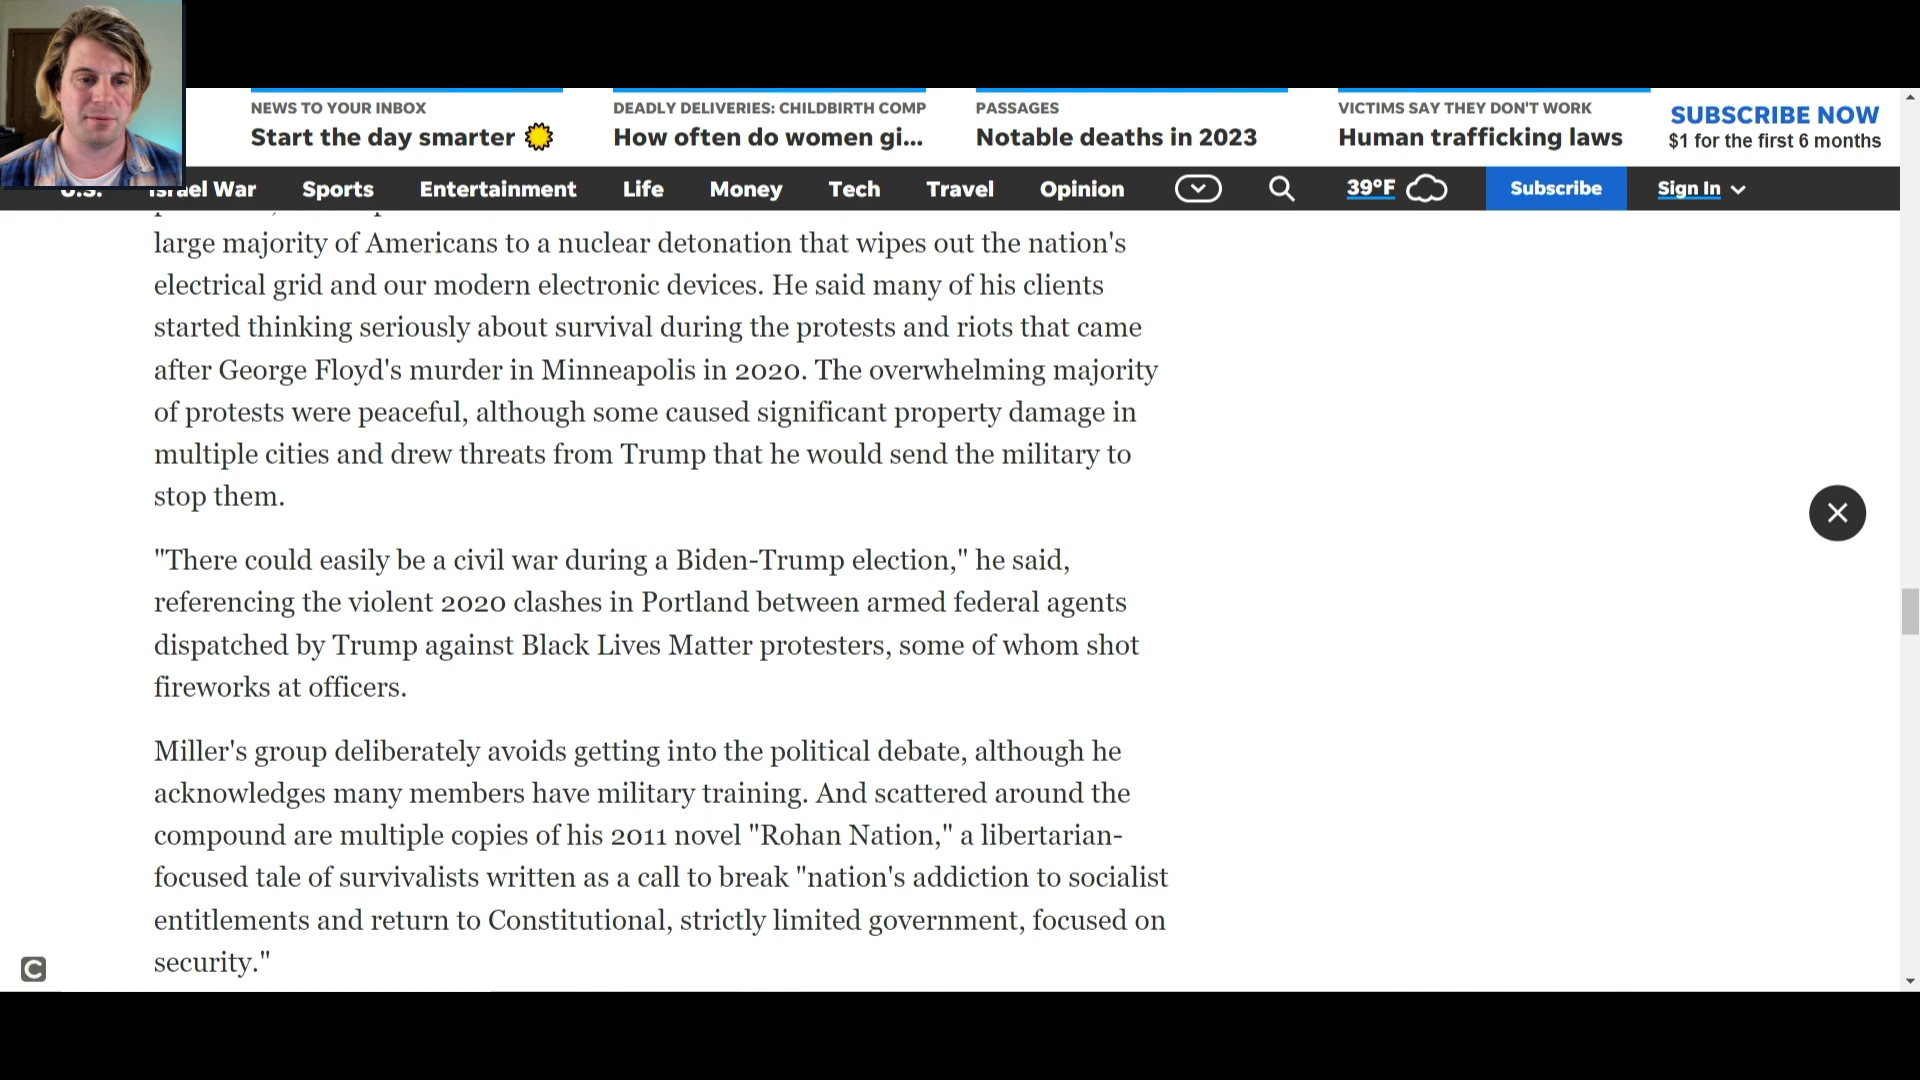 NEWS TO YOUR INBOX
Start the day smarter
DEADLY DELIVERIES: CHILDBIRTH COMP
How often do women gi...
PASSAGES
Notable deaths in 2023
VICTIMS SAY THEY DON'T WORK
Human trafficking laws
SUBSCRIBE NOW
$1 for the first 6 months
U.S. Israel War Sports Entertainment Life Money Tech Travel Opinion 39°F Subscribe Sign In
large majority of Americans to a nuclear detonation that wipes out the nation's
electrical grid and our modern electronic devices. He said many of his clients
started thinking seriously about survival during the protests and riots that came
after George Floyd's murder in Minneapolis in 2020. The overwhelming majority
of protests were peaceful, although some caused significant property damage in
multiple cities and drew threats from Trump that he would send the military to
stop them.
"There could easily be a civil war during a Biden-Trump election," he said,
referencing the violent 2020 clashes in Portland between armed federal agents
dispatched by Trump against Black Lives Matter protesters, some of whom shot
fireworks at officers.
Miller's group deliberately avoids getting into the political debate, although he
acknowledges many members have military training. And scattered around the
compound are multiple copies of his 2011 novel "Rohan Nation," a libertarian-
focused tale of survivalists written as a call to break "nation's addiction to socialist
entitlements and return to Constitutional, strictly limited government, focused on
security."
C